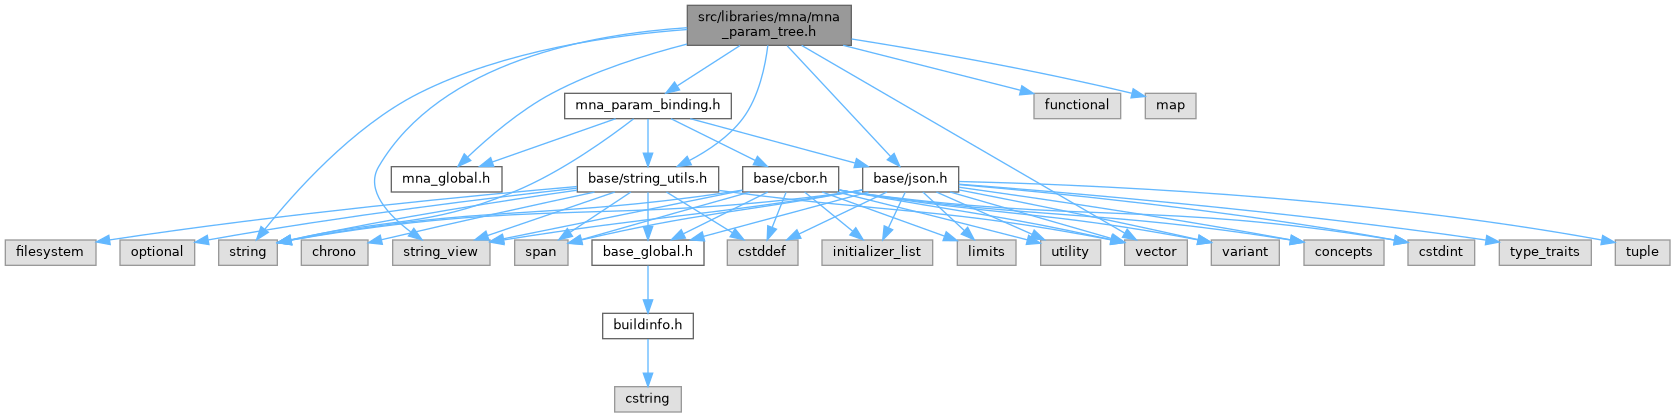 src/libraries/mna/mna
_param_tree.h
mna_param_binding.h
functional
map
mna_global.h
base/string_utils.h
base/cbor.h
base/json.h
filesystem
optional
string
chrono
string_view
span
base_global.h
cstddef
initializer_list
limits
utility
vector
variant
concepts
cstdint
type_traits
tuple
buildinfo.h
cstring